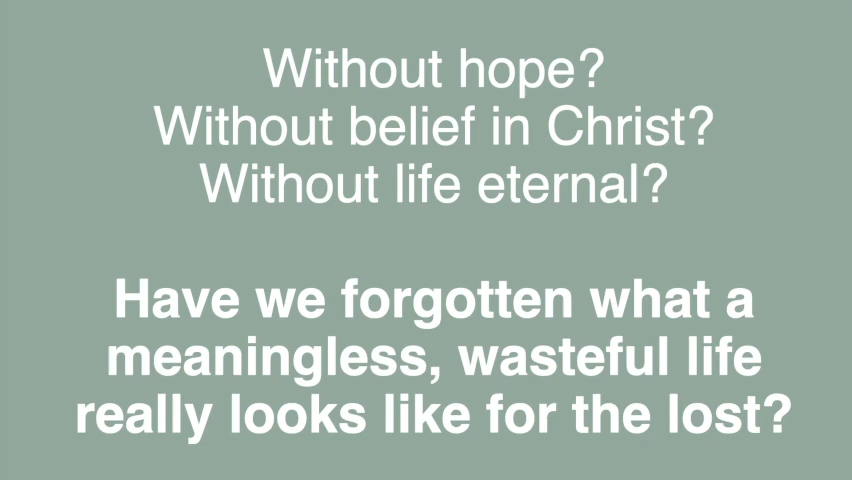 Without hope?
Without belief in Christ?
Without life eternal?
Have we forgotten what a
meaningless, wasteful life
really looks like for the lost?